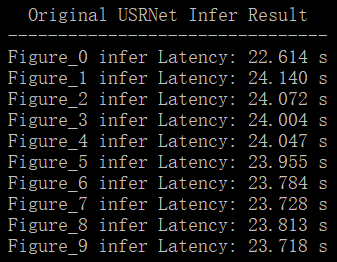 Original USRNet Infer Result
--------------------------------
Figure_0 infer Latency: 22.614 s
Figure_1 infer Latency: 24.140 s
Figure_2 infer Latency: 24.072 s
Figure_3 infer Latency: 24.004 s
Figure_4 infer Latency: 24.047 s
Figure_5 infer Latency: 23.955 s
Figure_6 infer Latency: 23.784 s
Figure_7 infer Latency: 23.728 s
Figure_8 infer Latency: 23.813 s
Figure_9 infer Latency: 23.718 s